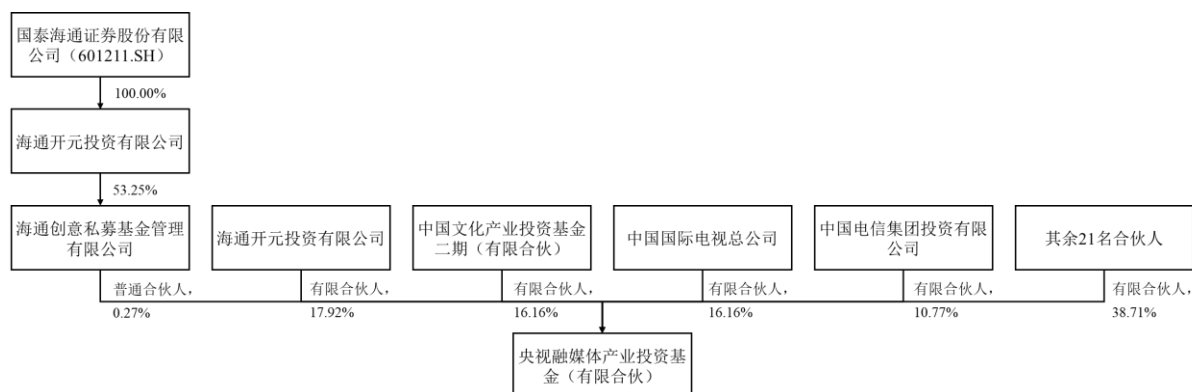 国泰海通证券股份有限
公司（601211.SH）
100.00%
海通开元投资有限公司
53.25%
海通创意私募基金管理
有限公司
海通开元投资有限公司
中国文化产业投资基金
二期（有限合伙）
中国国际电视总公司
中国电信集团投资有限
公司
其余21名合伙人
普通合伙人，
0.27%
有限合伙人，
17.92%
有限合伙人，
16.16%
有限合伙人，
16.16%
有限合伙人，
10.77%
有限合伙人，
38.71%
央视融媒体产业投资基
金（有限合伙）